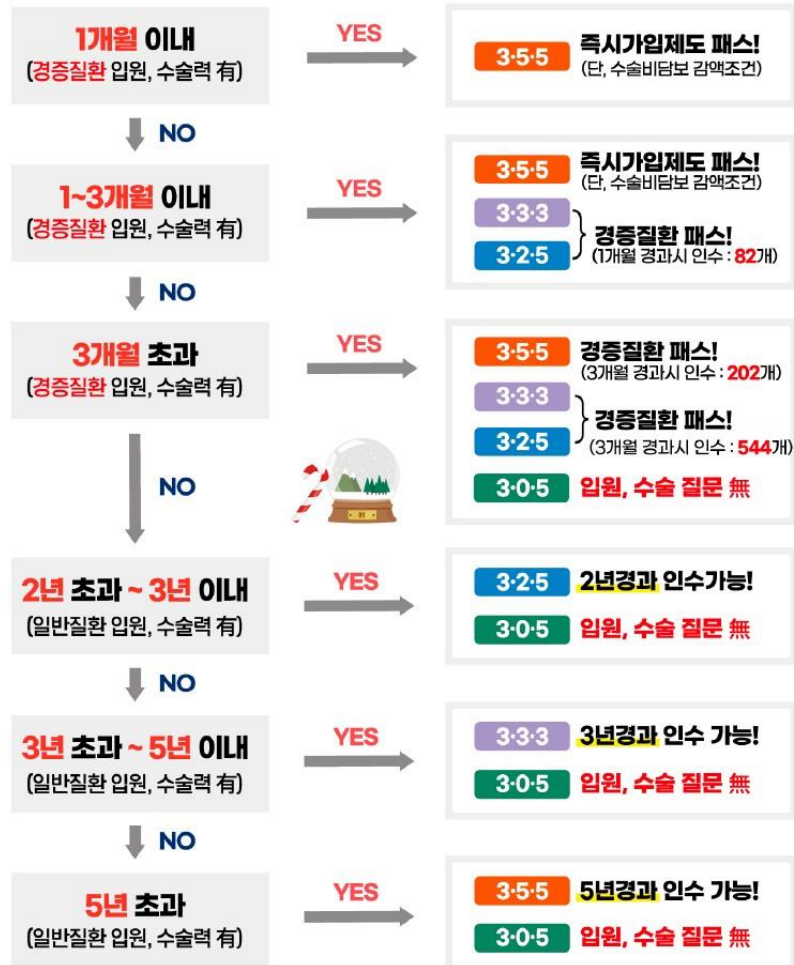 1개월 이내
(경증질환 입원, 수술력 有)
YES
3·5·5 즉시가입제도 패스!
(단, 수술비담보 감액조건)
NO
1~3개월 이내
(경증질환 입원, 수술력 有)
YES
3·5·5 즉시가입제도 패스!
(단, 수술비담보 감액조건)
3·3·3
3·2·5
경증질환 패스!
(1개월 경과시 인수 : 82개)
NO
3개월 초과
(경증질환 입원, 수술력 有)
YES
3·5·5 경증질환 패스!
(3개월 경과시 인수 : 202개)
3·3·3
3·2·5
경증질환 패스!
(3개월 경과시 인수 : 544개)
3·0·5 입원, 수술 질문 無
NO
2년 초과 ~ 3년 이내
(일반질환 입원, 수술력 有)
YES
3·2·5 2년경과 인수가능!
3·0·5 입원, 수술 질문 無
NO
3년 초과 ~ 5년 이내
(일반질환 입원, 수술력 有)
YES
3·3·3 3년경과 인수 가능!
3·0·5 입원, 수술 질문 無
NO
5년 초과
(일반질환 입원, 수술력 有)
YES
3·5·5 5년경과 인수 가능!
3·0·5 입원, 수술 질문 無